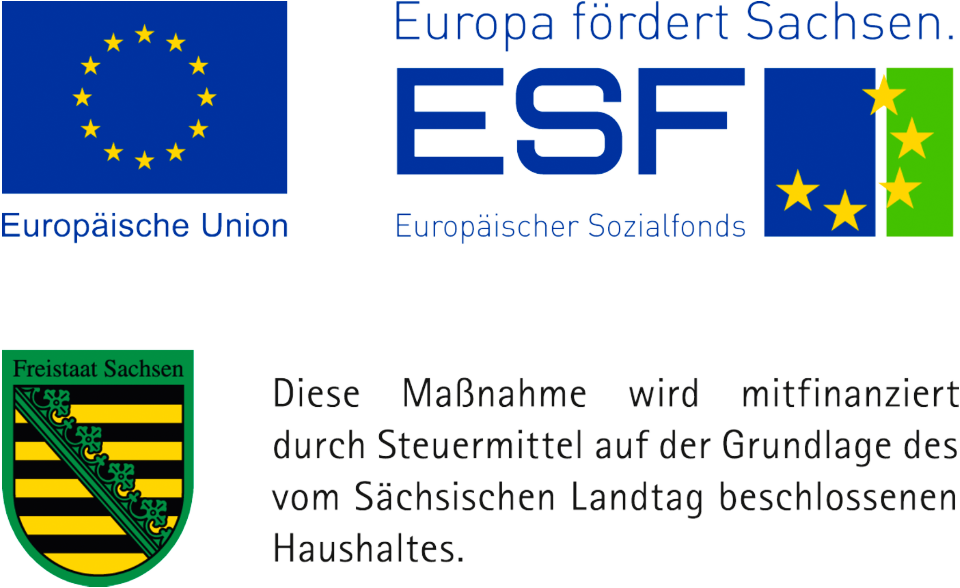 Europa fördert Sachsen.
ESF
Europäische Union
Europäischer Sozialfonds
Freistaat Sachsen
Diese Maßnahme wird mitfinanziert
durch Steuermittel auf der Grundlage des
vom Sächsischen Landtag beschlossenen
Haushaltes.